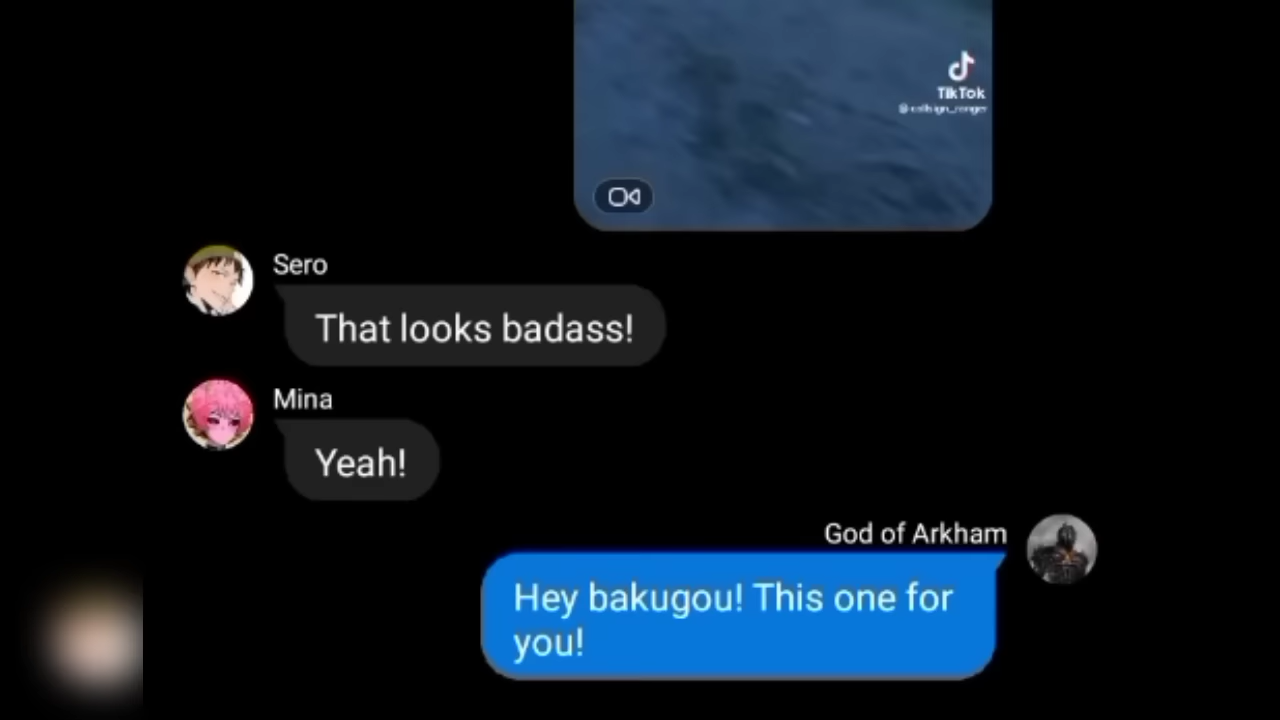 TikTok
Sero
That looks badass!
Mina
Yeah!
God of Arkham
Hey bakugou! This one for
you!